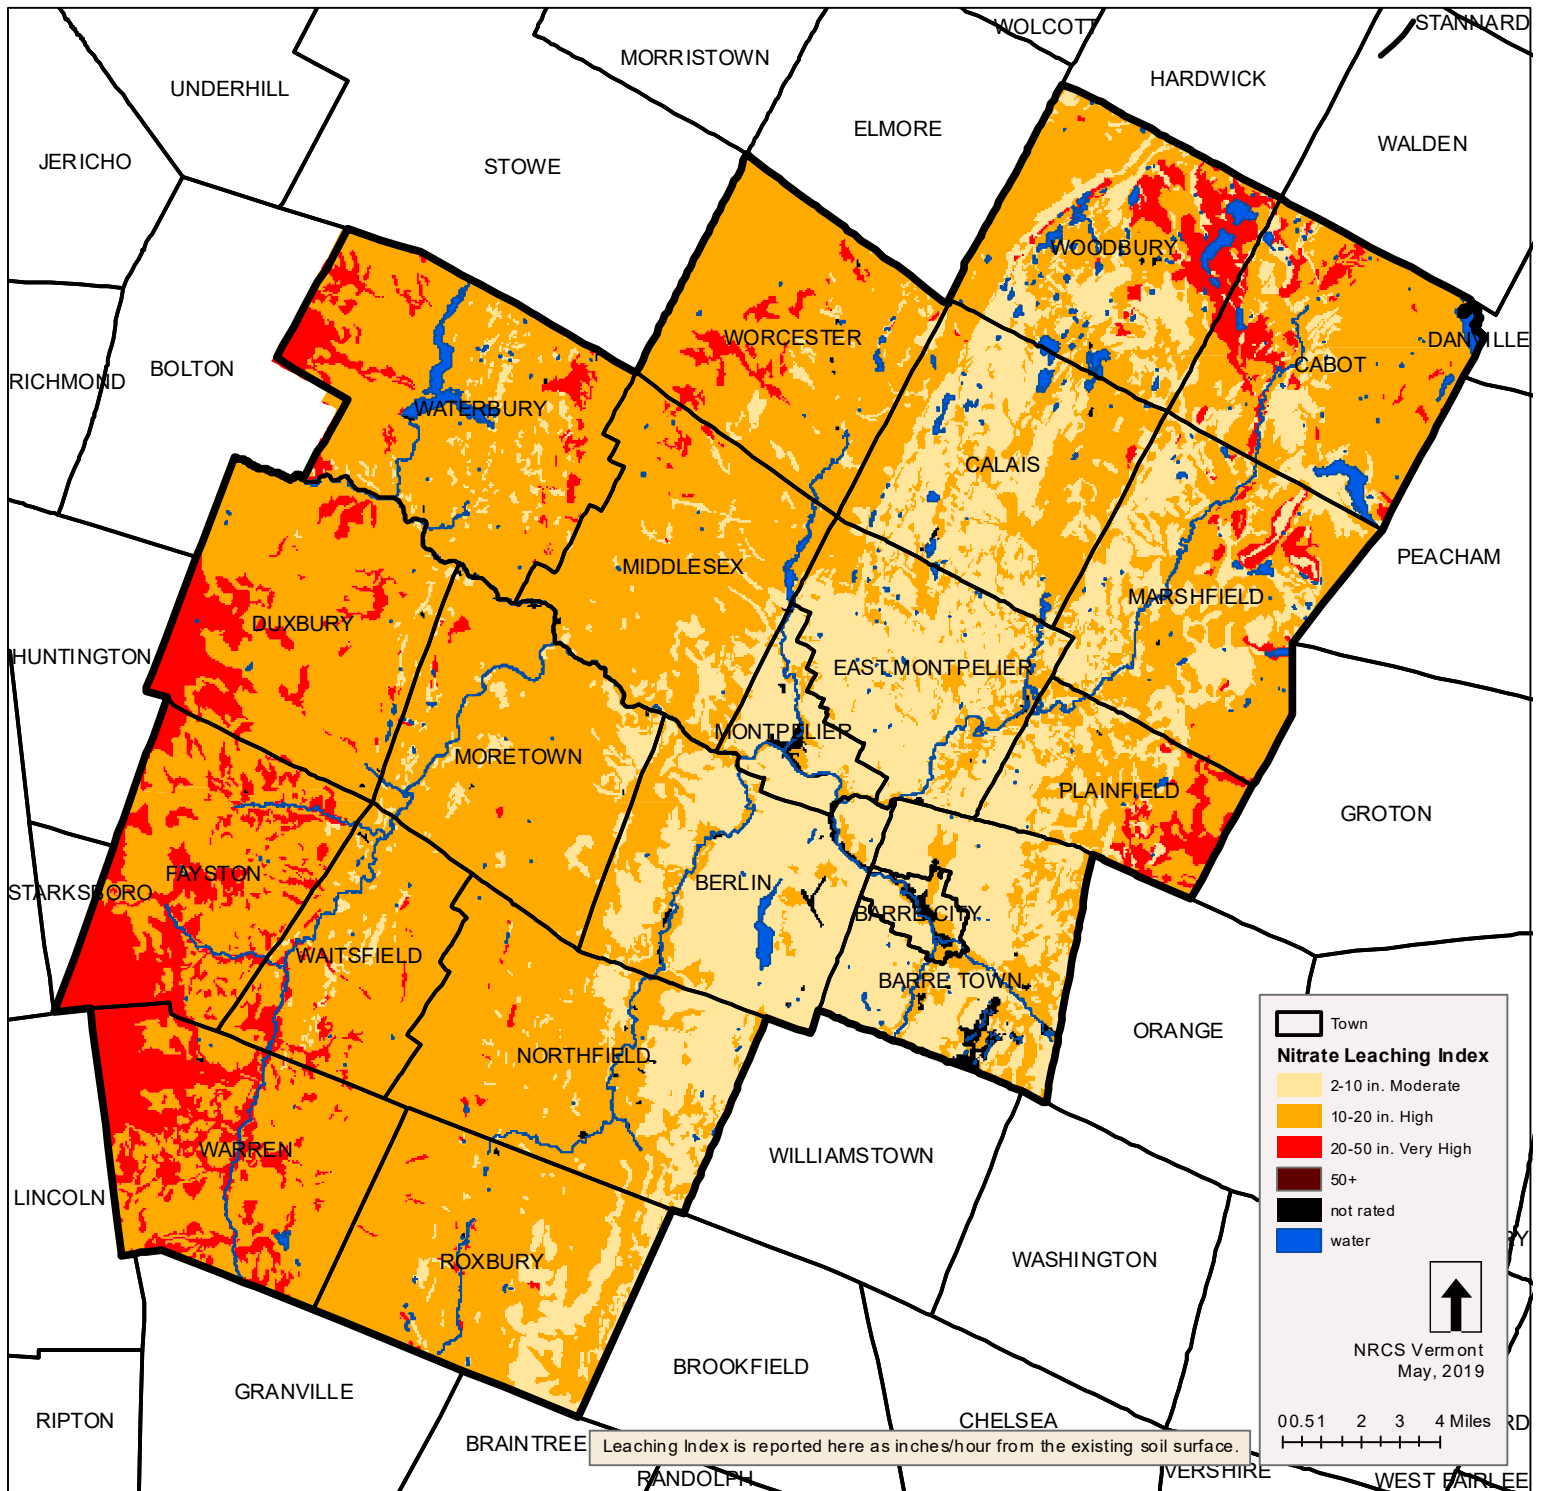 WOLCOTT
STANNARD
MORRISTOWN
HARDWICK
UNDERHILL
ELMORE
WALDEN
JERICHO
STOWE
WOODBURY
WORCESTER
DANVILLE
CABOT
BOLTON
RICHMOND
WATERBURY
CALAIS
PEACHAM
MIDDLESEX
MARSHFIELD
DUXBURY
HUNTINGTON
EAST MONTPELIER
MONTPELIER
MORETOWN
PLAINFIELD
GROTON
FAYSTON
BERLIN
STARKSBORO
BARRE CITY
WAITSFIELD
BARRE TOWN
ORANGE
NORTHFIELD
WARREN
WILLIAMSTOWN
LINCOLN
ROXBURY
WASHINGTON
BROOKFIELD
GRANVILLE
RIPTON
CHELSEA
BRAINTREE
RANDOLPH
VERSHIRE
WEST FAIRLEE
RY
RD
Town
Nitrate Leaching Index
2-10 in. Moderate
10-20 in. High
20-50 in. Very High
50+
not rated
water
NRCS Vermont
May, 2019
0 0.5 1 2 3 4 Miles
Leaching Index is reported here as inches/hour from the existing soil surface.